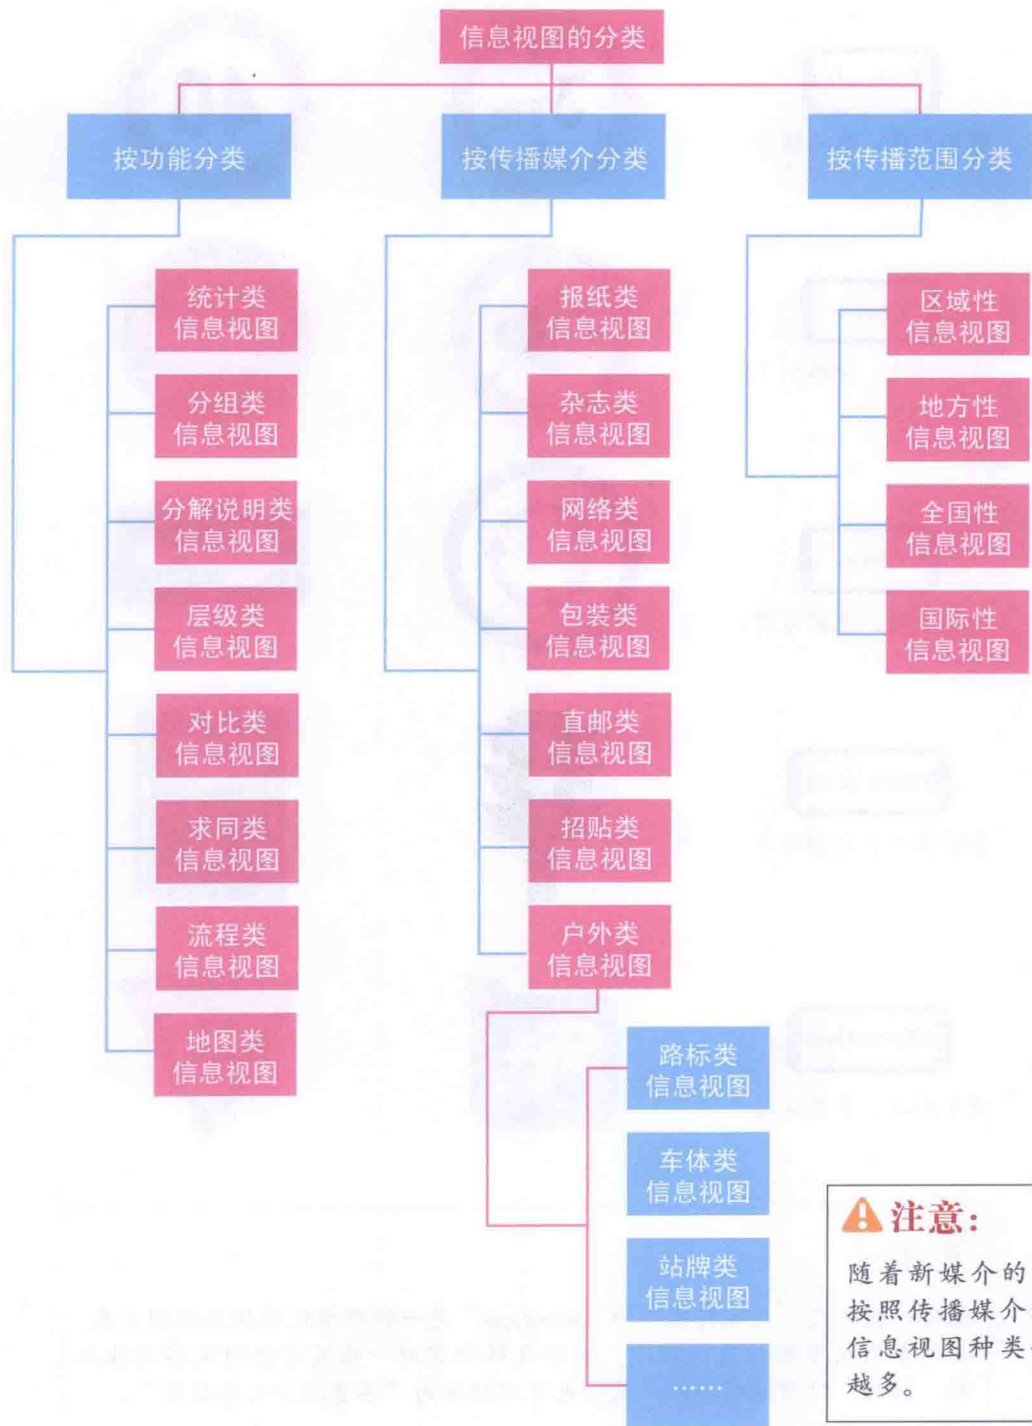 信息视图的分类
按功能分类
按传播媒介分类
按传播范围分类
统计类
信息视图
分组类
信息视图
分解说明类
信息视图
层级类
信息视图
对比类
信息视图
求同类
信息视图
流程类
信息视图
地图类
信息视图
报纸类
信息视图
杂志类
信息视图
网络类
信息视图
包装类
信息视图
直邮类
信息视图
招贴类
信息视图
户外类
信息视图
路标类
信息视图
车体类
信息视图
站牌类
信息视图
……
区域性
信息视图
地方性
信息视图
全国性
信息视图
国际性
信息视图
注意：
随着新媒介的
按照传播媒介
信息视图种类
越多。